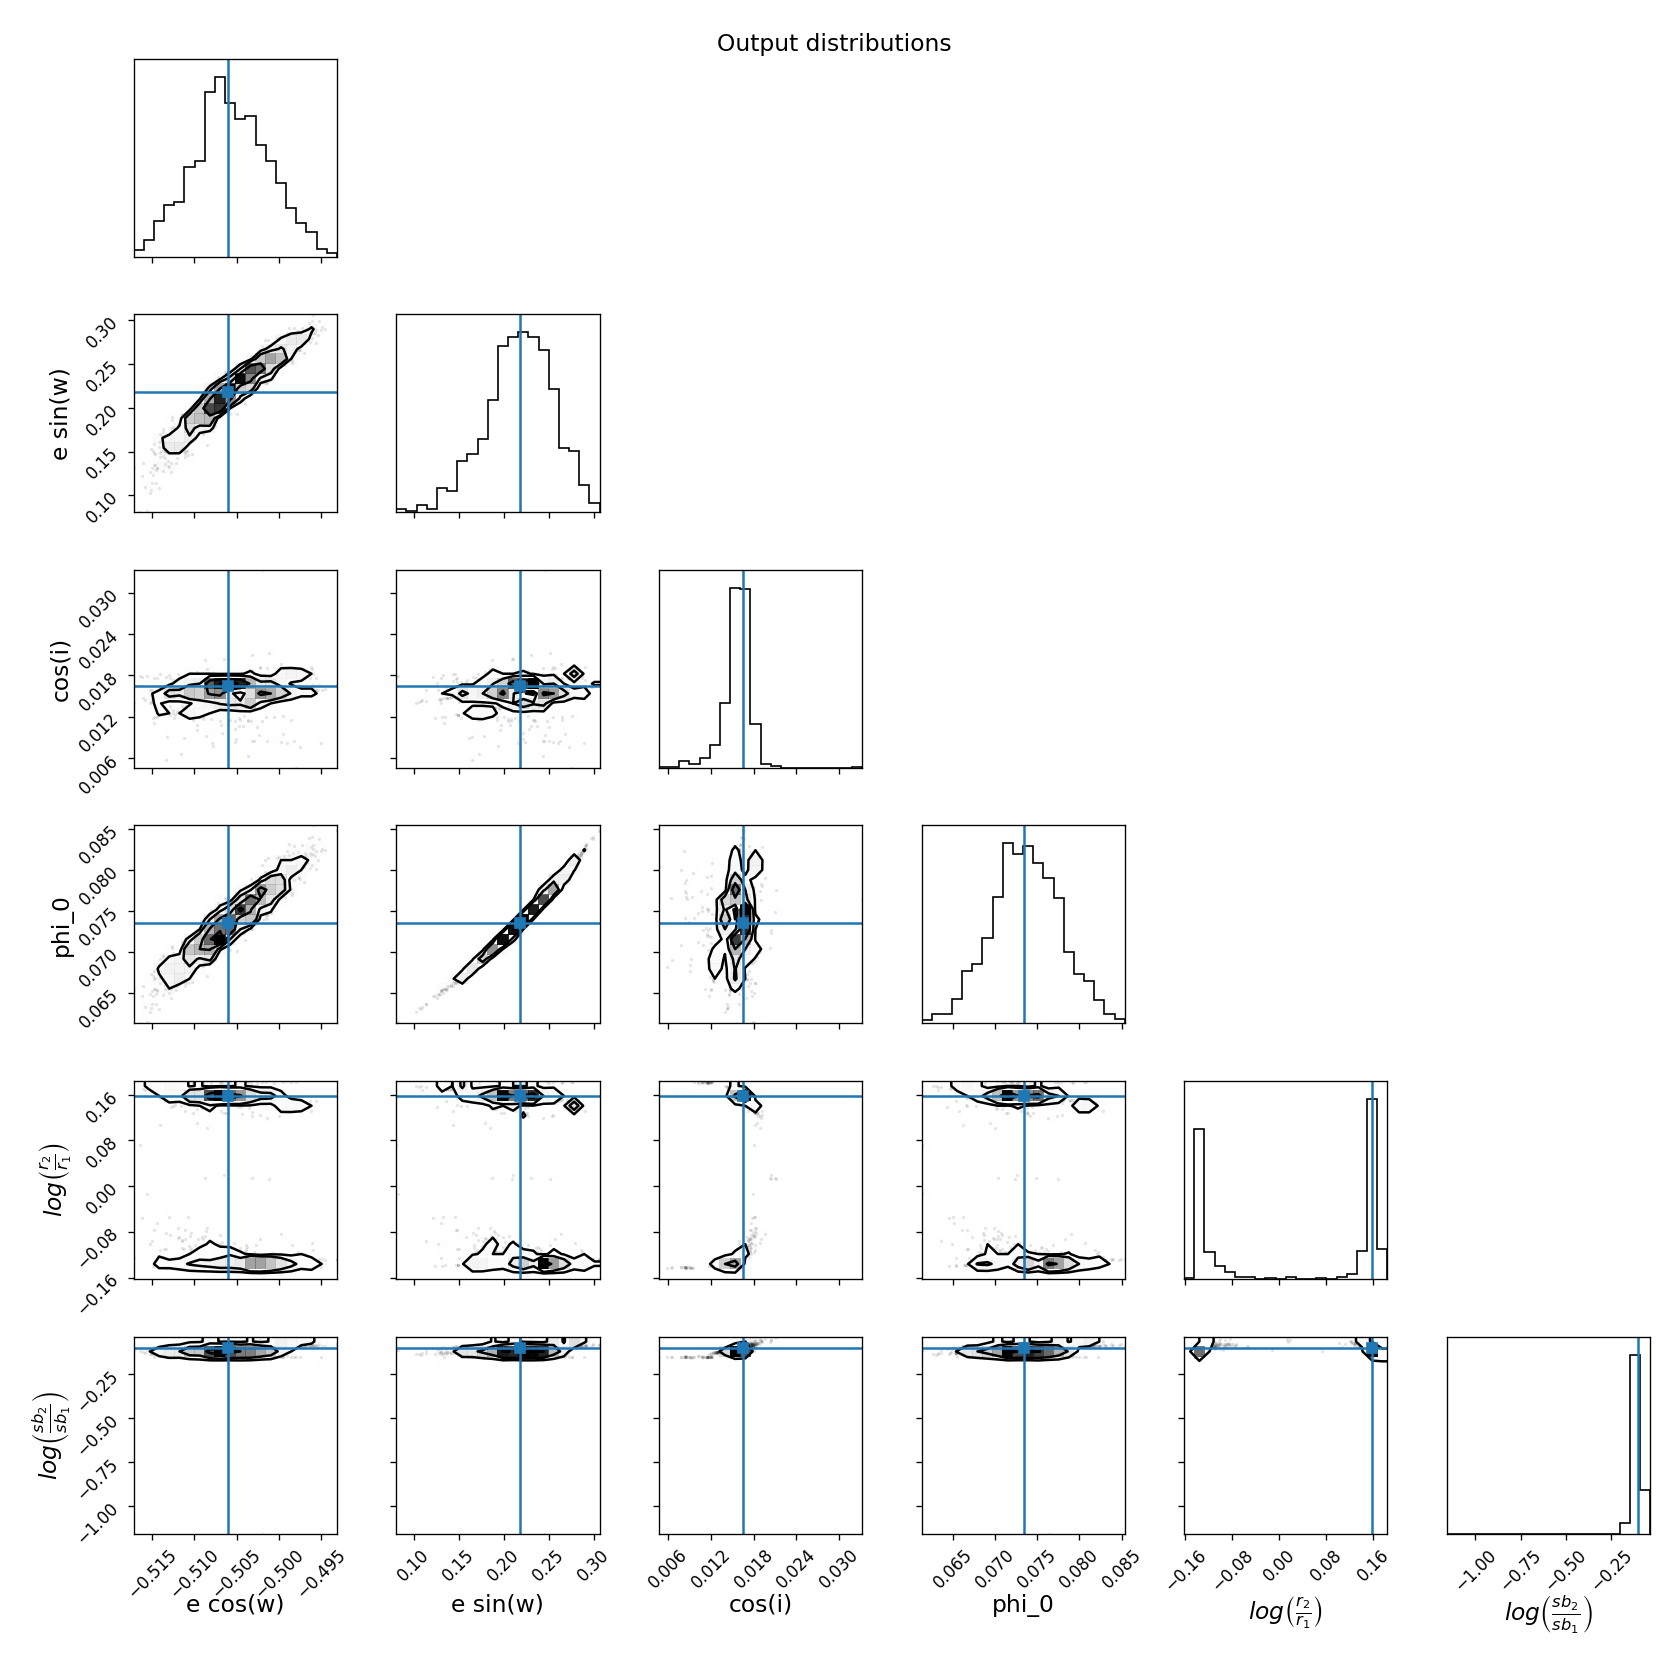 Output distributions
e sin(w)
0.30
0.25
0.20
0.15
0.10
cos(i)
0.030
0.024
0.018
0.012
0.006
phi_0
0.085
0.080
0.075
0.070
0.065
log(r2/r1)
0.16
0.08
0.00
−0.08
−0.16
log(sb2/sb1)
−0.25
−0.50
−0.75
−1.00
−0.515 −0.510 −0.505 −0.500 −0.495
e cos(w)
0.10 0.15 0.20 0.25 0.30
e sin(w)
0.006 0.012 0.018 0.024 0.030
cos(i)
0.065 0.070 0.075 0.080 0.085
phi_0
−0.16 −0.08 0.00 0.08 0.16
log(r2/r1)
−1.00 −0.75 −0.50 −0.25
log(sb2/sb1)